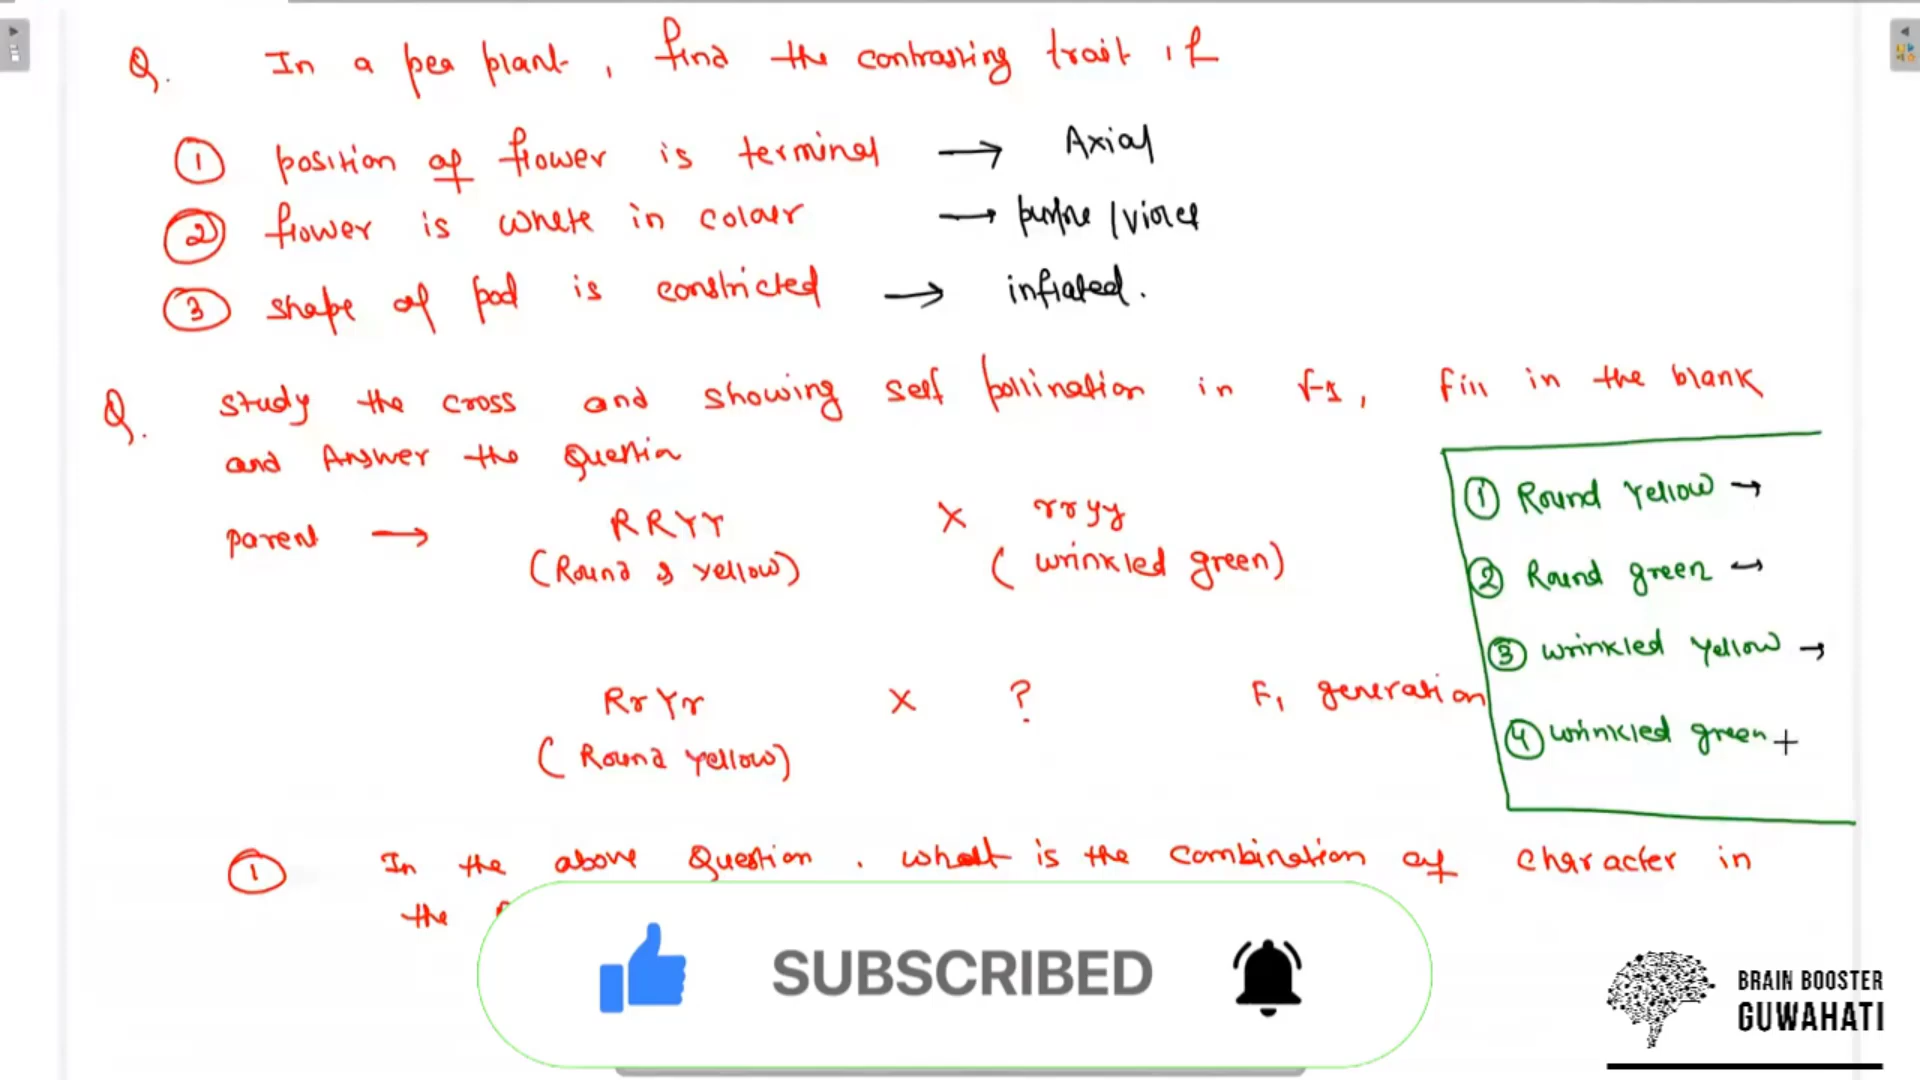 Q. In a pea plant, find the contrasting trait if
① position of flower is terminal → Axial
② flower is white in colour → purple / violet
③ shape of pod is constricted → inflated.
Q. study the cross and showing self pollination in F1, Fill in the blank
and Answer the Question
parent → RRYY X rryy
(Round & yellow) (wrinkled green)
RrYy X ? F1 generation
(Round yellow)
① Round Yellow →
② Round green →
③ wrinkled Yellow →
④ wrinkled green
① In the above Question. what is the combination of character in
the
SUBSCRIBED
BRAIN BOOSTER
GUWAHATI